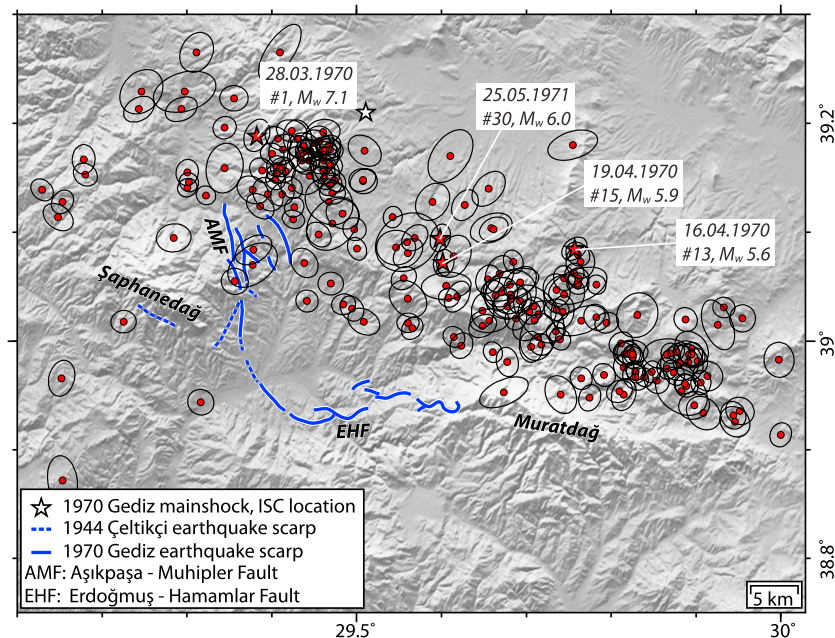 28.03.1970
#1, Mw 7.1
25.05.1971
#30, Mw 6.0
39.2°
19.04.1970
#15, Mw 5.9
16.04.1970
#13, Mw 5.6
AMF
Şaphanedağ
39°
EHF
Muratdağ
1970 Gediz mainshock, ISC location
1944 Çeltikçi earthquake scarp
1970 Gediz earthquake scarp
AMF: Aşıkpaşa - Muhipler Fault
EHF: Erdoğmuş - Hamamlar Fault
38.8°
5 km
29.5°
30°